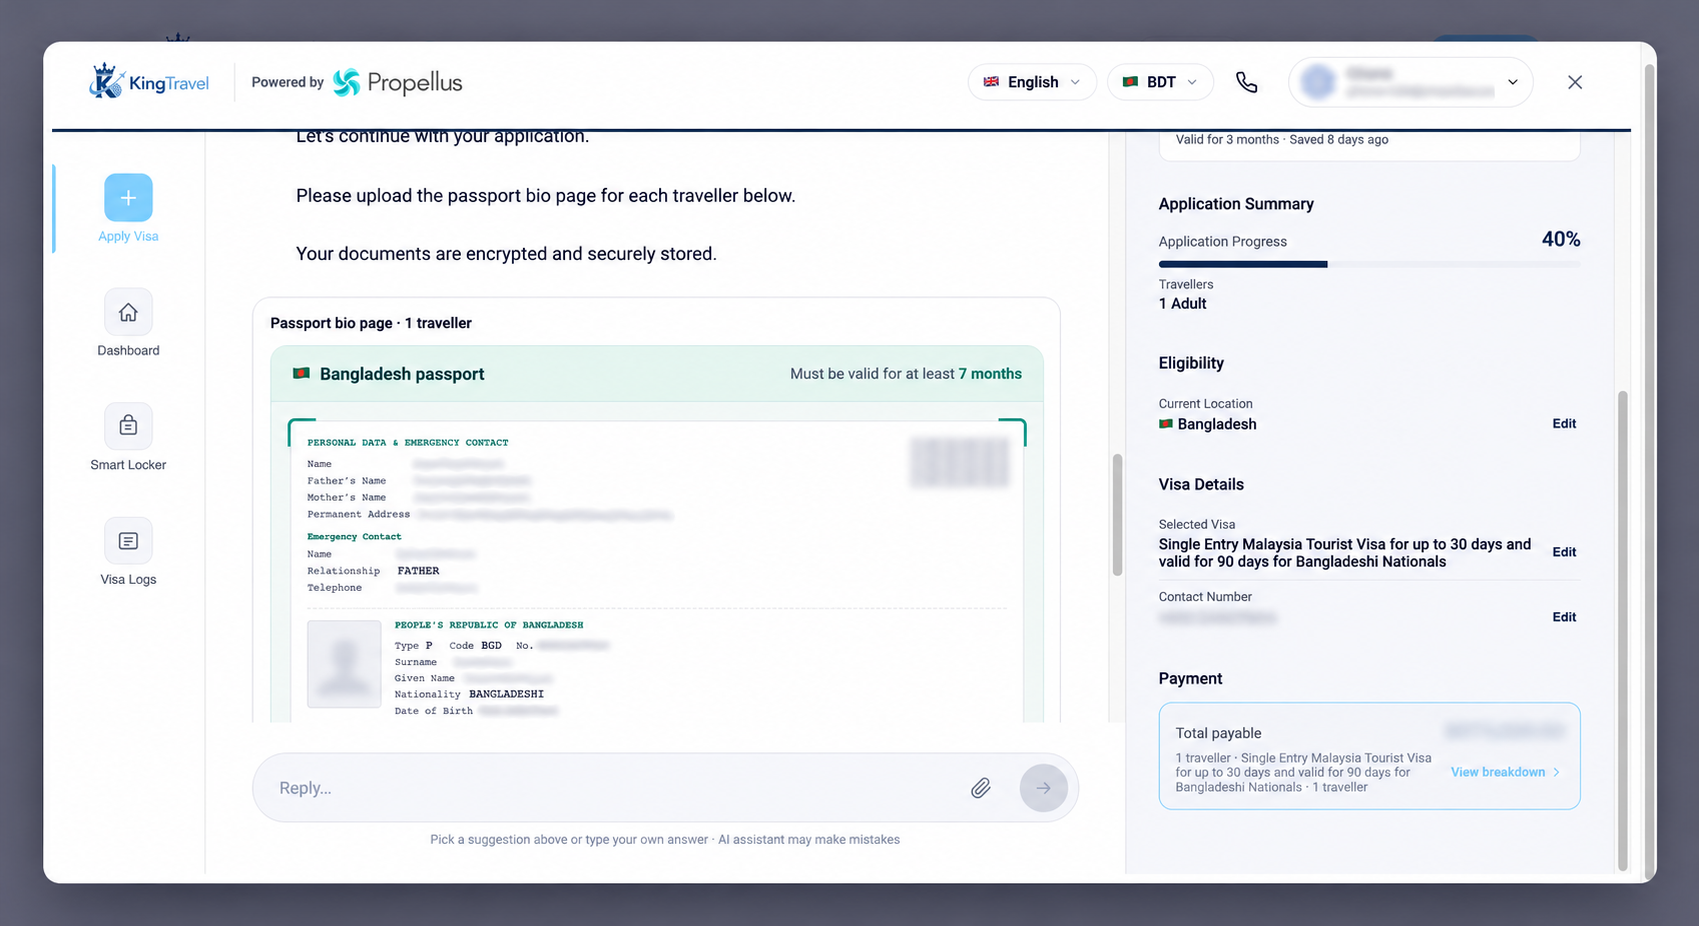 KingTravel
Powered by Propellus
English
BDT
Apply Visa
Dashboard
Smart Locker
Visa Logs
Let's continue with your application.
Please upload the passport bio page for each traveller below.
Your documents are encrypted and securely stored.
Passport bio page · 1 traveller
Bangladesh passport
Must be valid for at least 7 months
PERSONAL DATA & EMERGENCY CONTACT
Name
Father's Name
Mother's Name
Permanent Address
Emergency Contact
Name
Relationship FATHER
Telephone
PEOPLE'S REPUBLIC OF BANGLADESH
Type P Code BGD No.
Surname
Given Name
Nationality BANGLADESHI
Date of Birth
Reply...
Pick a suggestion above or type your own answer · AI assistant may make mistakes
Valid for 3 months · Saved 8 days ago
Application Summary
Application Progress 40%
Travellers
1 Adult
Eligibility
Current Location
Bangladesh Edit
Visa Details
Selected Visa
Single Entry Malaysia Tourist Visa for up to 30 days and
valid for 90 days for Bangladeshi Nationals
Edit
Contact Number
Edit
Payment
Total payable
1 traveller · Single Entry Malaysia Tourist Visa
for up to 30 days and valid for 90 days for
Bangladeshi Nationals · 1 traveller
View breakdown